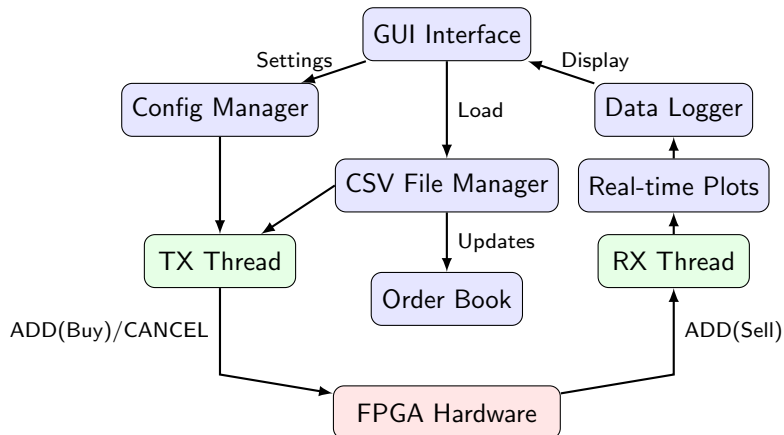 GUI Interface
Settings
Display
Config Manager
Load
Data Logger
CSV File Manager
Real-time Plots
Updates
TX Thread
RX Thread
Order Book
ADD(Buy)/CANCEL
ADD(Sell)
FPGA Hardware